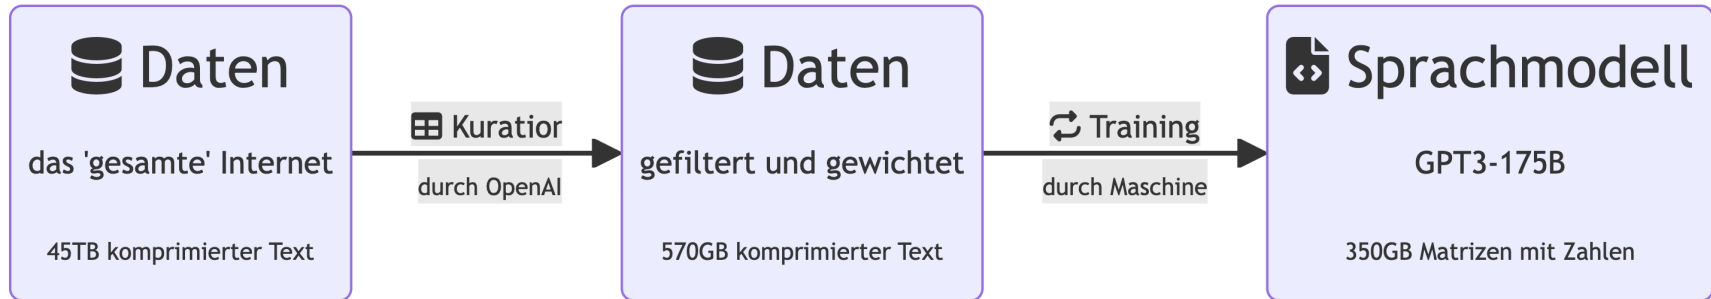 Daten
das 'gesamte' Internet
45TB komprimierter Text
Kuration
durch OpenAI
Daten
gefiltert und gewichtet
570GB komprimierter Text
Training
durch Maschine
Sprachmodell
GPT3-175B
350GB Matrizen mit Zahlen